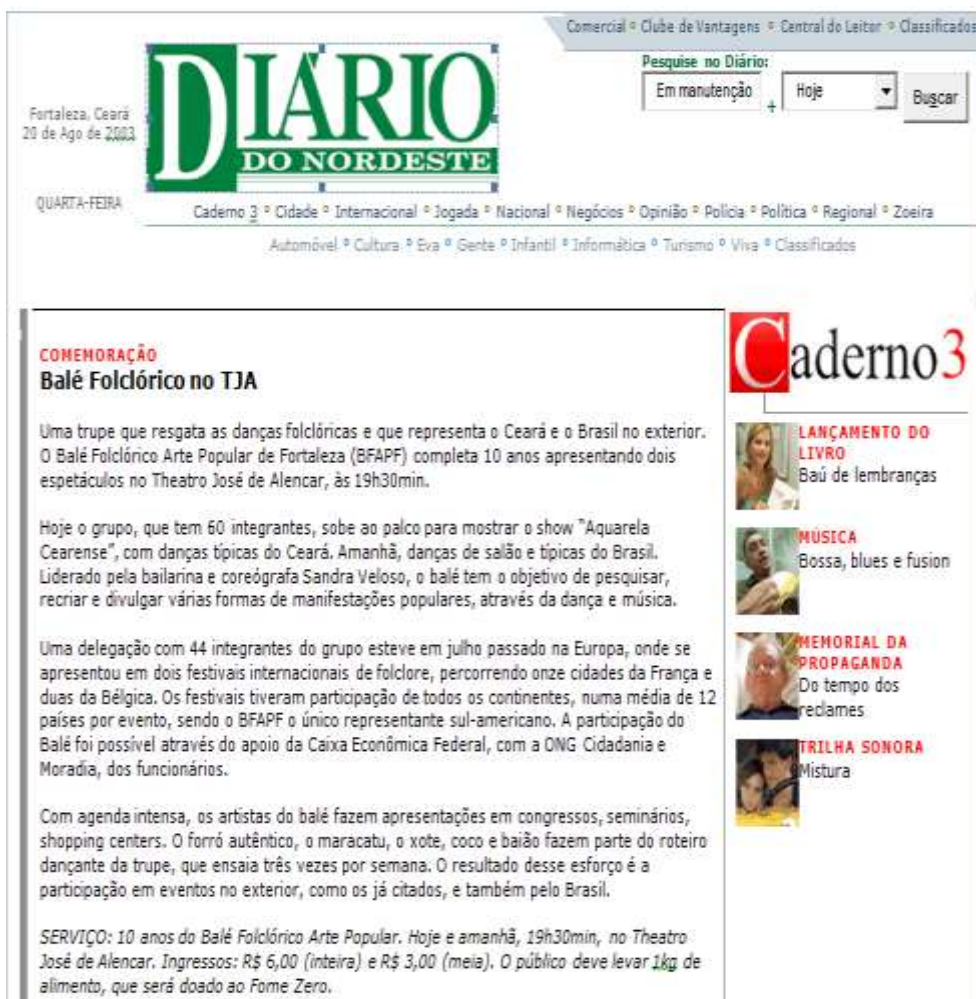 Comercial º Clube de Vantagens º Central do Leitor º Classificados
Pesquise no Diário:
Em manutenção
+
Hoje
Buscar
Fortaleza, Ceará
20 de Ago de 2003
DIÁRIO
DO NORDESTE
QUARTA-FEIRA
Caderno 3 º Cidade º Internacional º Jogada º Nacional º Negócios º Opinião º Polícia º Política º Regional º Zoeira
Automóvel º Cultura º Eva º Gente º Infantil º Informática º Turismo º Viva º Classificados
COMEMORAÇÃO
Balé Folclórico no TJA
Uma trupe que resgata as danças folclóricas e que representa o Ceará e o Brasil no exterior.
O Balé Folclórico Arte Popular de Fortaleza (BFAPF) completa 10 anos apresentando dois
espetáculos no Theatro José de Alencar, às 19h30min.
Hoje o grupo, que tem 60 integrantes, sobe ao palco para mostrar o show "Aquarela
Cearense", com danças típicas do Ceará. Amanhã, danças de salão e típicas do Brasil.
Liderado pela bailarina e coreógrafa Sandra Veloso, o balé tem o objetivo de pesquisar,
recriar e divulgar várias formas de manifestações populares, através da dança e música.
Uma delegação com 44 integrantes do grupo esteve em julho passado na Europa, onde se
apresentou em dois festivais internacionais de folclore, percorrendo onze cidades da França e
duas da Bélgica. Os festivais tiveram participação de todos os continentes, numa média de 12
países por evento, sendo o BFAPF o único representante sul-americano. A participação do
Balé foi possível através do apoio da Caixa Econômica Federal, com a ONG Cidadania e
Moradia, dos funcionários.
Com agenda intensa, os artistas do balé fazem apresentações em congressos, seminários,
shopping centers. O forró autêntico, o maracatu, o xote, coco e baião fazem parte do roteiro
dançante da trupe, que ensaia três vezes por semana. O resultado desse esforço é a
participação em eventos no exterior, como os já citados, e também pelo Brasil.
SERVIÇO: 10 anos do Balé Folclórico Arte Popular. Hoje e amanhã, 19h30min, no Theatro
José de Alencar. Ingressos: R$ 6,00 (inteira) e R$ 3,00 (meia). O público deve levar 1kg de
alimento, que será doado ao Fome Zero.
Caderno 3
LANÇAMENTO DO
LIVRO
Baú de lembranças
MÚSICA
Bossa, blues e fusion
MEMORIAL DA
PROPAGANDA
Do tempo dos
reclames
TRILHA SONORA
Mistura